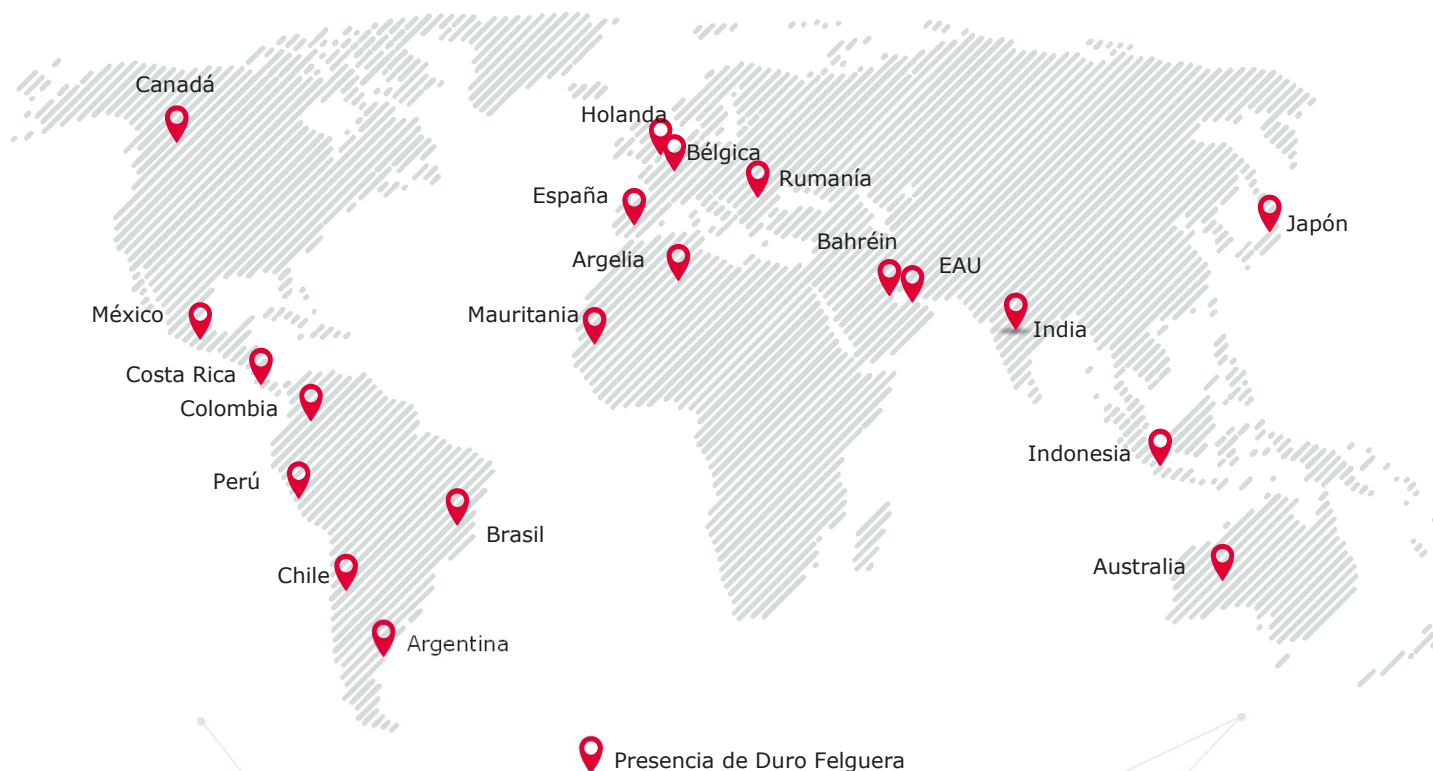 Canadá
Holanda
Bélgica
Rumanía
España
Japón
Bahréin
Argelia
EAU
México
Mauritania
India
Costa Rica
Colombia
Indonesia
Perú
Brasil
Australia
Chile
Argentina
Presencia de Duro Felguera